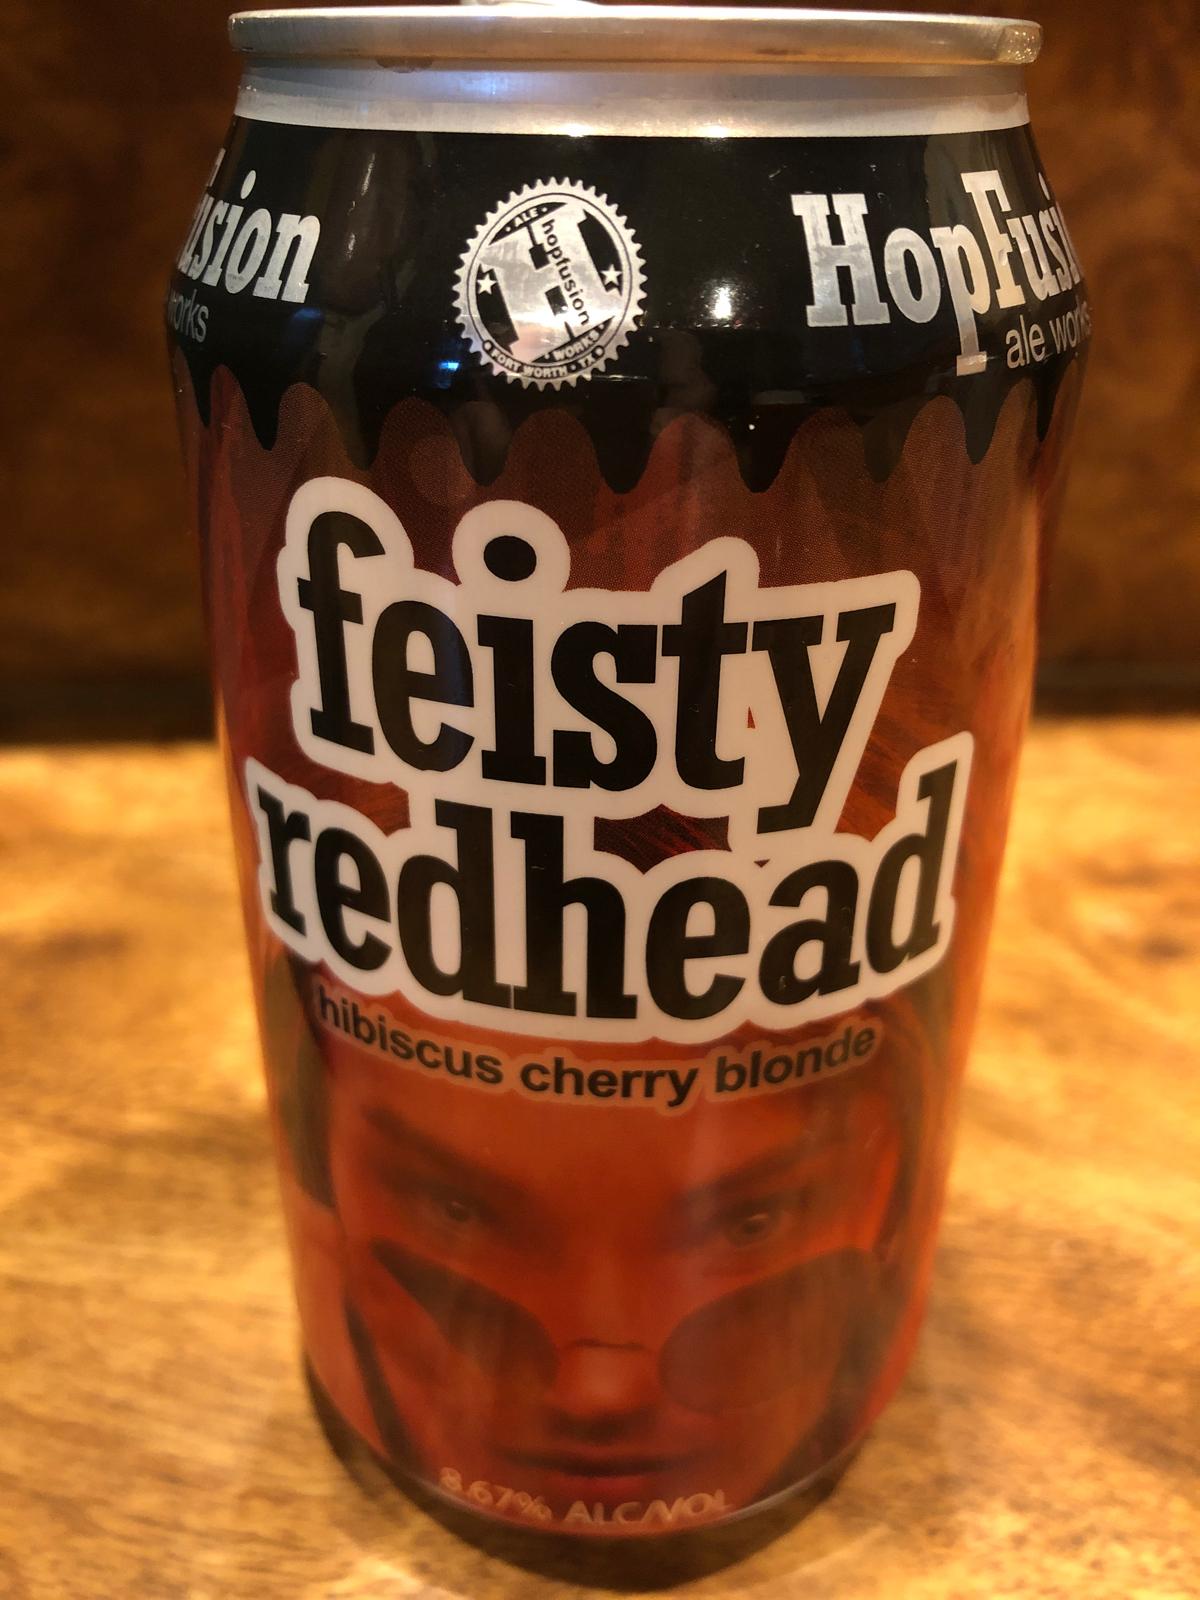 usion
works
ALE
hopfusion
H
WORKS
FORT WORTH • TX
HopFusi
ale works
feisty
redhead
hibiscus cherry blonde
8.67% ALC/VOL